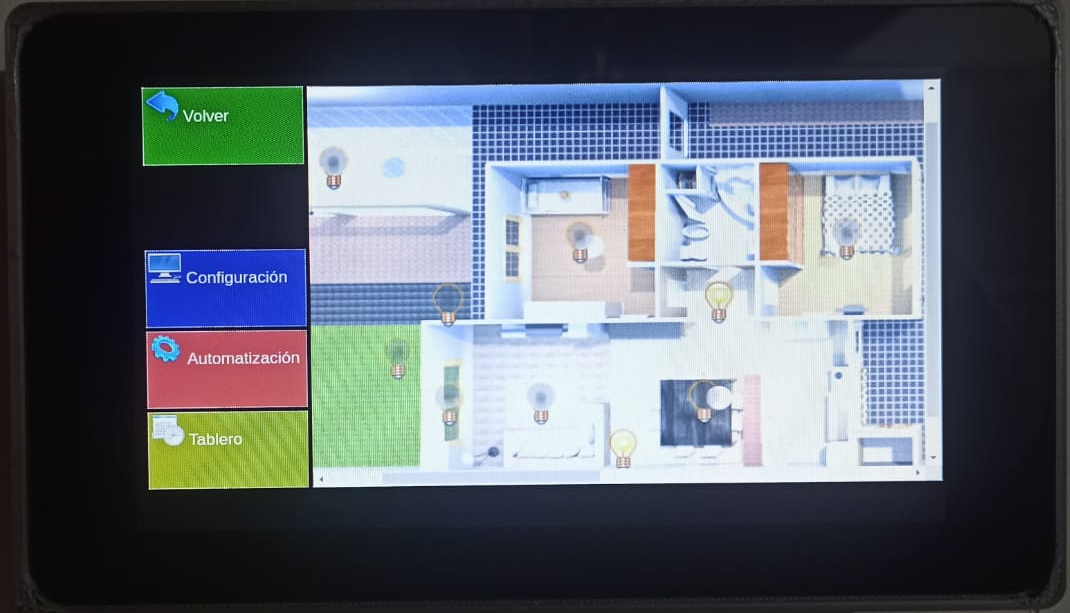 Volver
Configuración
Automatización
Tablero